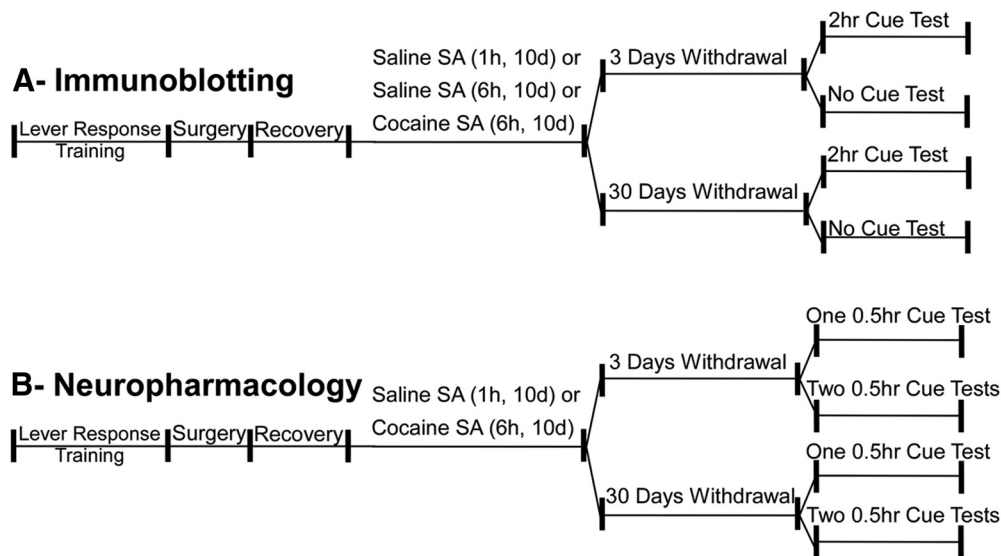 A- Immunoblotting
Lever Response
Training
Surgery
Recovery
Saline SA (1h, 10d) or
Saline SA (6h, 10d) or
Cocaine SA (6h, 10d)
3 Days Withdrawal
2hr Cue Test
No Cue Test
30 Days Withdrawal
2hr Cue Test
No Cue Test
B- Neuropharmacology
Lever Response
Training
Surgery
Recovery
Saline SA (1h, 10d) or
Cocaine SA (6h, 10d)
3 Days Withdrawal
One 0.5hr Cue Test
Two 0.5hr Cue Tests
30 Days Withdrawal
One 0.5hr Cue Test
Two 0.5hr Cue Tests